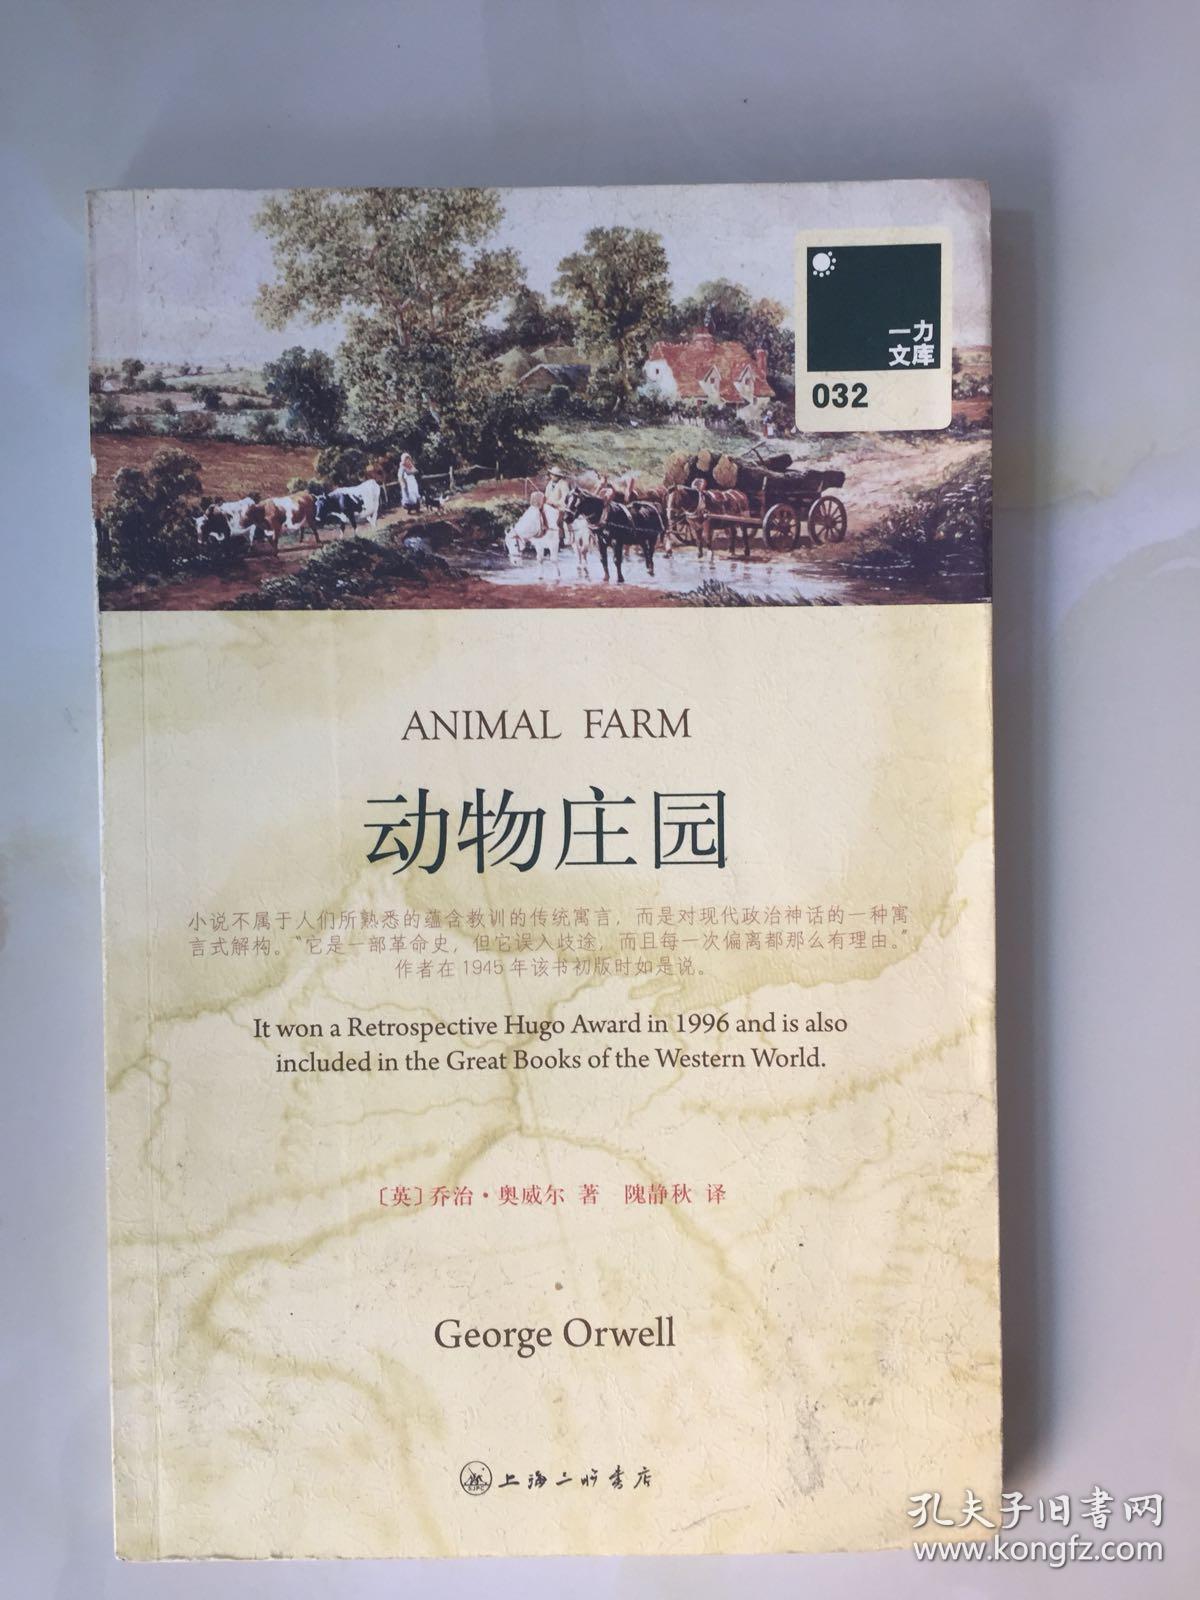 一力
文库
032
ANIMAL FARM
动物庄园
小说不属于人们所熟悉的蕴含教训的传统寓言，而是对现代政治神话的一种寓
言式解构。“它是一部革命史，但它误入歧途，而且每一次偏离都那么有理由。”
作者在1945年该书初版时如是说。
It won a Retrospective Hugo Award in 1996 and is also
included in the Great Books of the Western World.
〔英〕乔治·奥威尔 著 隗静秋 译
George Orwell
SJPC
上海三联书店
孔夫子旧书网
www.kongfz.com